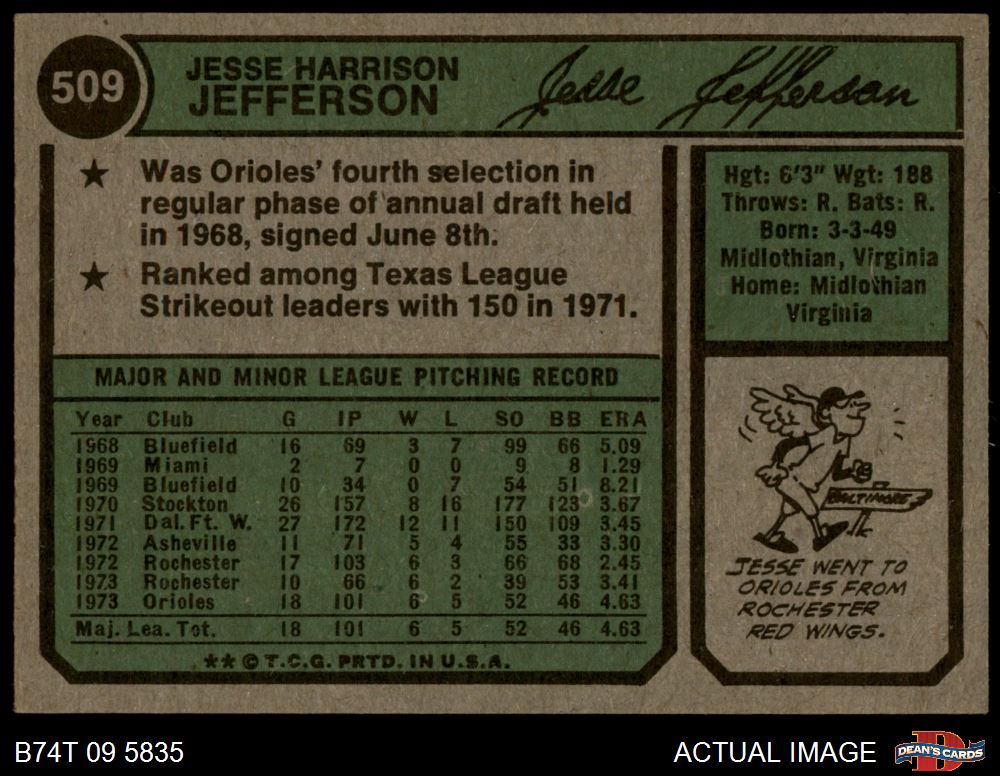 509
JESSE HARRISON
JEFFERSON
Jesse Jefferson
★ Was Orioles' fourth selection in
regular phase of annual draft held
in 1968, signed June 8th.
★ Ranked among Texas League
Strikeout leaders with 150 in 1971.
Hgt: 6'3" Wgt: 188
Throws: R. Bats: R.
Born: 3-3-49
Midlothian, Virginia
Home: Midlothian
Virginia
MAJOR AND MINOR LEAGUE PITCHING RECORD
Year Club G IP W L SO BB ERA
1968 Bluefield 16 69 3 7 99 66 5.09
1969 Miami 2 7 0 0 9 8 1.29
1969 Bluefield 10 34 0 7 54 51 8.21
1970 Stockton 26 157 8 16 177 123 3.67
1971 Dal. Ft. W. 27 172 12 11 150 109 3.45
1972 Asheville 11 71 5 4 55 33 3.30
1972 Rochester 17 103 6 3 66 68 2.45
1973 Rochester 10 66 6 2 39 53 3.41
1973 Orioles 18 101 6 5 52 46 4.63
Maj. Lea. Tot. 18 101 6 5 52 46 4.63
** © T.C.G. PRTD. IN U.S.A.
BALTIMORE
JESSE WENT TO
ORIOLES FROM
ROCHESTER
RED WINGS.
B74T 09 5835
ACTUAL IMAGE
DEAN'S CARDS